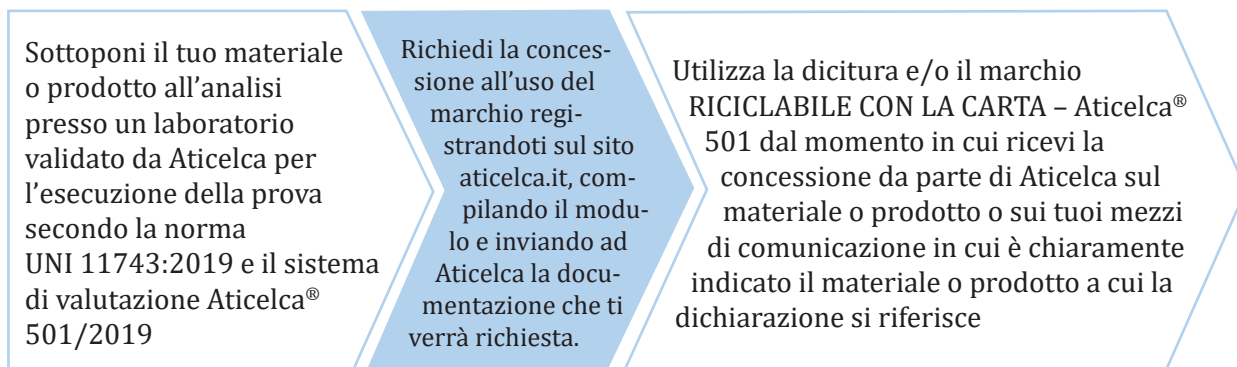 Sottoponi il tuo materiale
o prodotto all'analisi
presso un laboratorio
validato da Aticelca per
l'esecuzione della prova
secondo la norma
UNI 11743:2019 e il sistema
di valutazione Aticelca®
501/2019
Richiedi la conces-
sione all'uso del
marchio regi-
strandoti sul sito
aticelca.it, com-
pilando il modu-
lo e inviando ad
Aticelca la docu-
mentazione che ti
verrà richiesta.
Utilizza la dicitura e/o il marchio
RICICLABILE CON LA CARTA – Aticelca®
501 dal momento in cui ricevi la
concessione da parte di Aticelca sul
materiale o prodotto o sui tuoi mezzi
di comunicazione in cui è chiaramente
indicato il materiale o prodotto a cui la
dichiarazione si riferisce